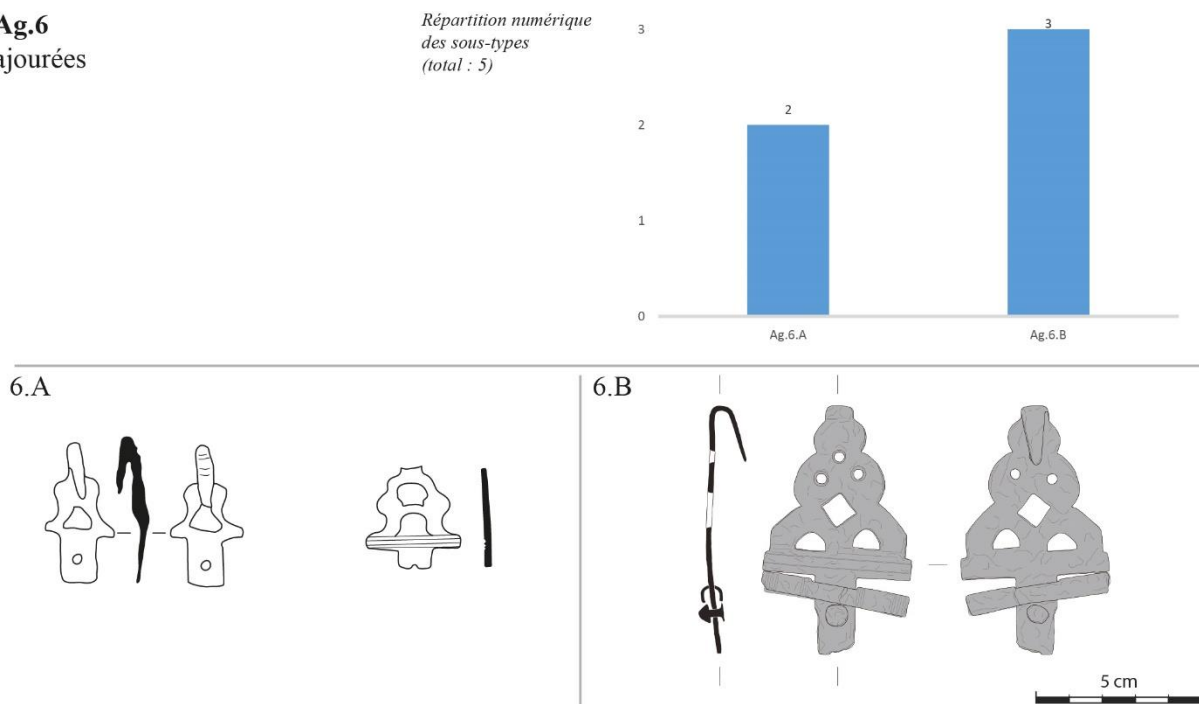 Ag.6
ajourées
Répartition numérique
des sous-types
(total : 5)
3
2
1
0
2
3
Ag.6.A
Ag.6.B
6.A
6.B
5 cm